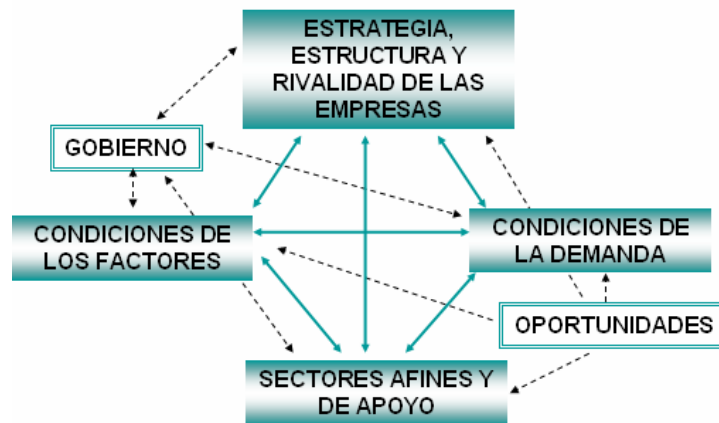 ESTRATEGIA,
ESTRUCTURA Y
RIVALIDAD DE LAS
EMPRESAS
GOBIERNO
CONDICIONES DE
LOS FACTORES
CONDICIONES DE
LA DEMANDA
OPORTUNIDADES
SECTORES AFINES Y
DE APOYO